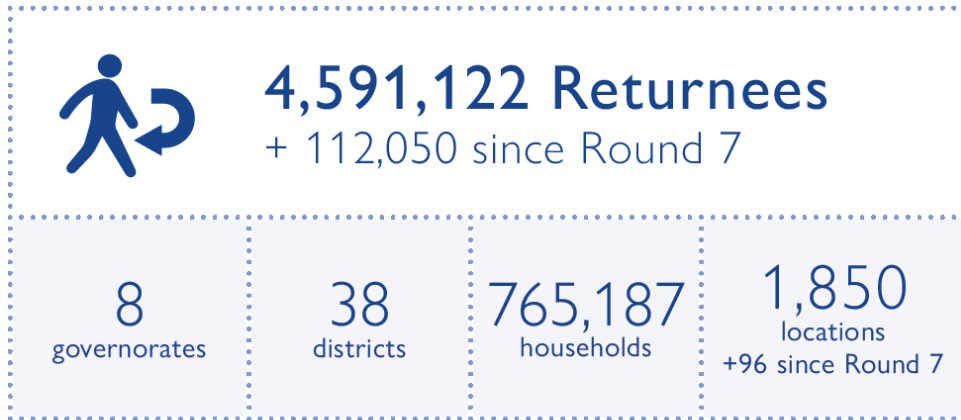 4,591,122 Returnees
+ 112,050 since Round 7
8
governorates
38
districts
765,187
households
1,850
locations
+96 since Round 7